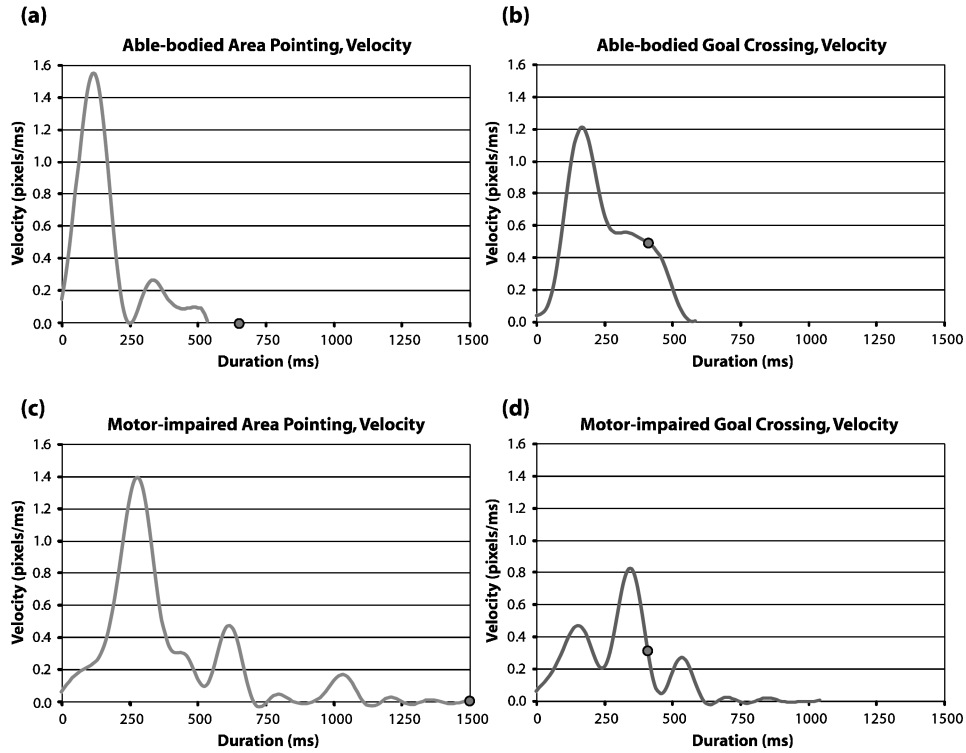 (a)
Able-bodied Area Pointing, Velocity
Velocity (pixels/ms)
1.6
1.4
1.2
1.0
0.8
0.6
0.4
0.2
0.0
0 250 500 750 1000 1250 1500
Duration (ms)
(b)
Able-bodied Goal Crossing, Velocity
Velocity (pixels/ms)
1.6
1.4
1.2
1.0
0.8
0.6
0.4
0.2
0.0
0 250 500 750 1000 1250 1500
Duration (ms)
(c)
Motor-impaired Area Pointing, Velocity
Velocity (pixels/ms)
1.6
1.4
1.2
1.0
0.8
0.6
0.4
0.2
0.0
0 250 500 750 1000 1250 1500
Duration (ms)
(d)
Motor-impaired Goal Crossing, Velocity
Velocity (pixels/ms)
1.6
1.4
1.2
1.0
0.8
0.6
0.4
0.2
0.0
0 250 500 750 1000 1250 1500
Duration (ms)